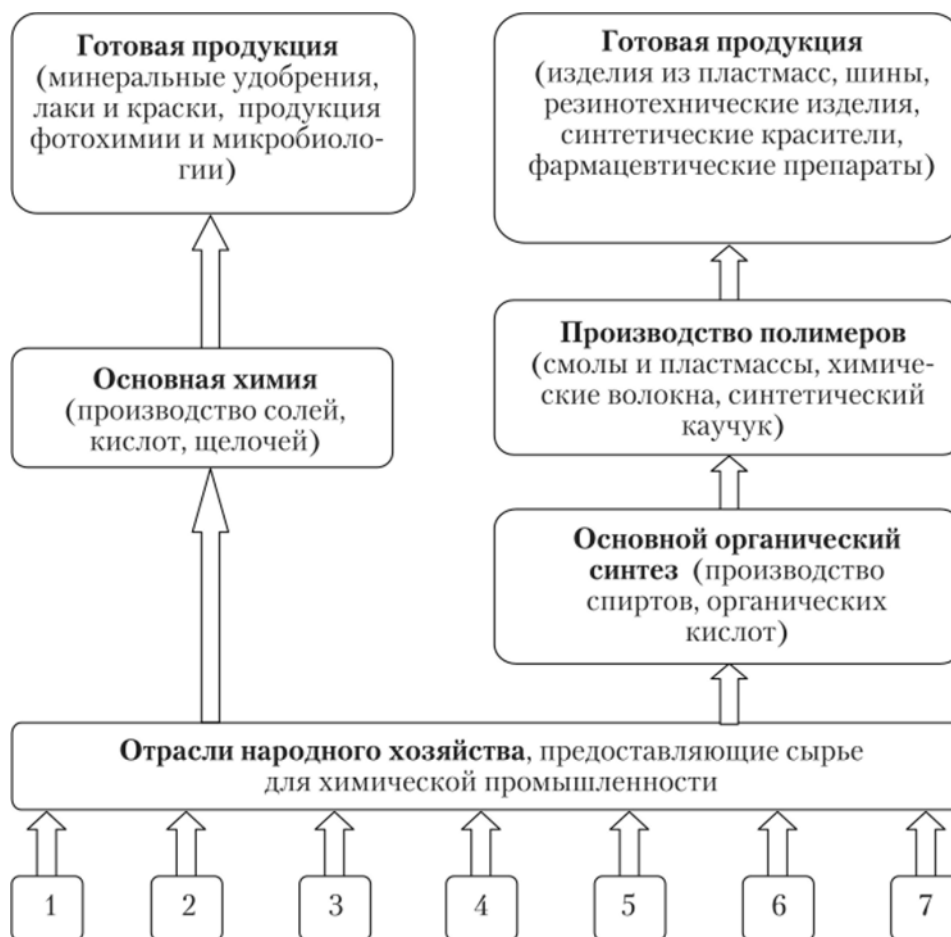 Готовая продукция
(минеральные удобрения,
лаки и краски, продукция
фотохимии и микробиоло-
гии)
Готовая продукция
(изделия из пластмасс, шины,
резинотехнические изделия,
синтетические красители,
фармацевтические препараты)
Основная химия
(производство солей,
кислот, щелочей)
Производство полимеров
(смолы и пластмассы, химиче-
ские волокна, синтетический
каучук)
Основной органический
синтез (производство
спиртов, органических
кислот)
Отрасли народного хозяйства, предоставляющие сырье
для химической промышленности
1 2 3 4 5 6 7